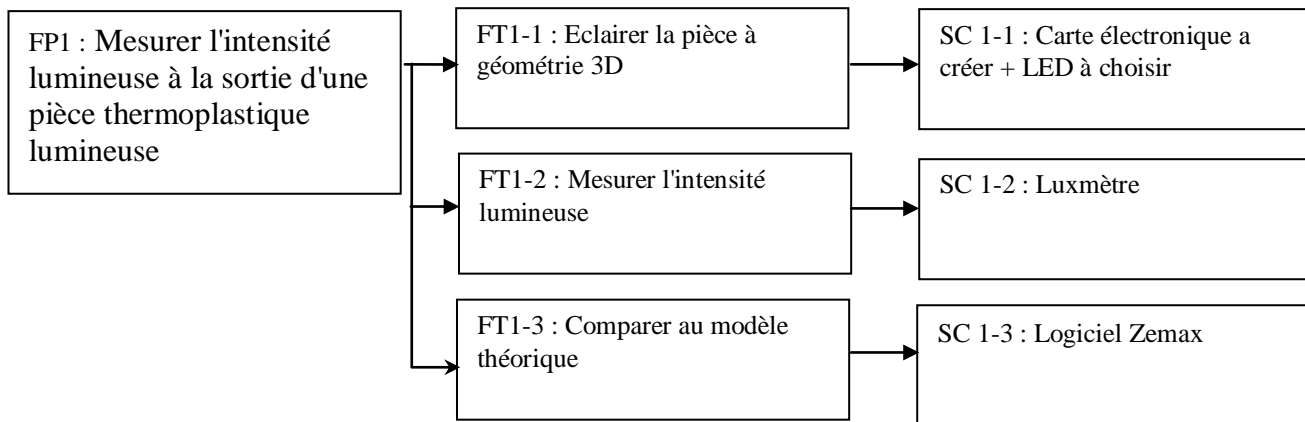 FP1 : Mesurer l'intensité
lumineuse à la sortie d'une
pièce thermoplastique
lumineuse
FT1-1 : Eclairer la pièce à
géométrie 3D
SC 1-1 : Carte électronique a
créer + LED à choisir
FT1-2 : Mesurer l'intensité
lumineuse
SC 1-2 : Luxmètre
FT1-3 : Comparer au modèle
théorique
SC 1-3 : Logiciel Zemax